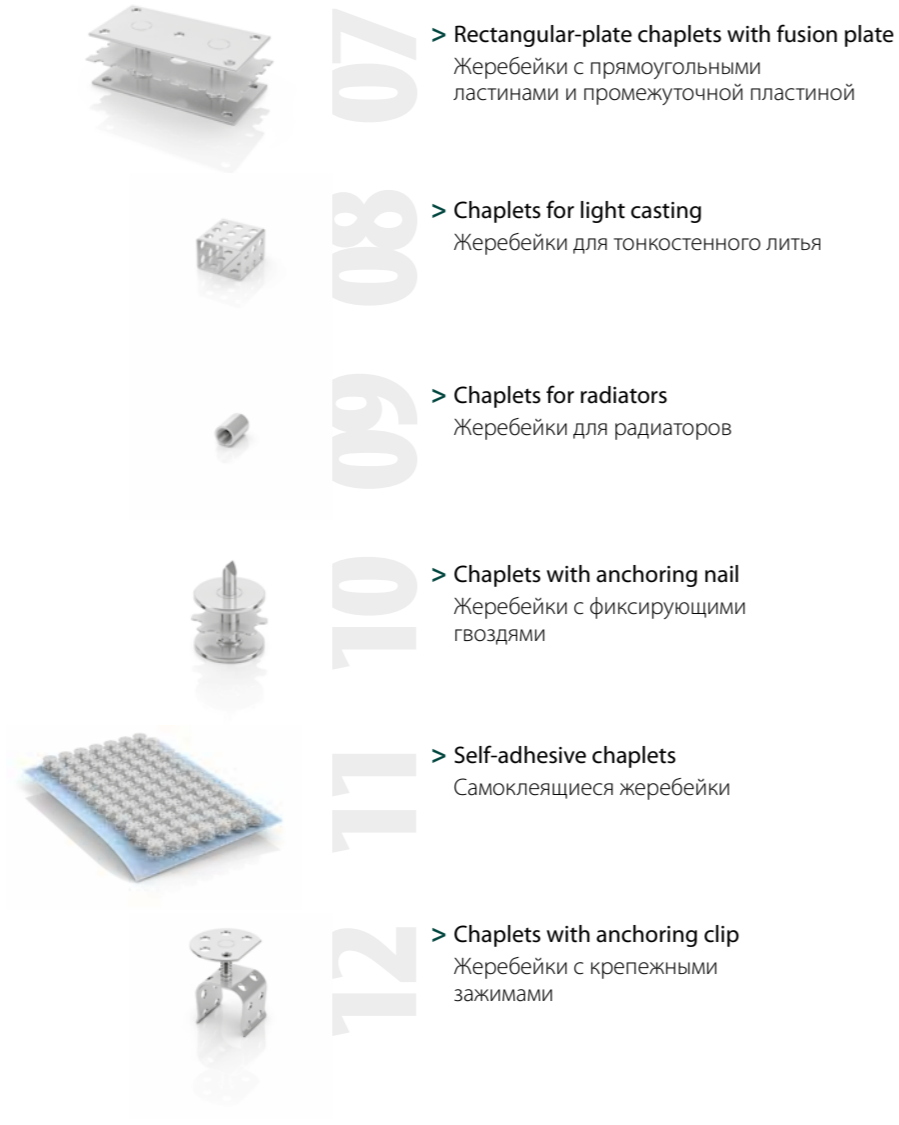 07
> Rectangular-plate chaplets with fusion plate
Жеребейки с прямоугольными
ластинами и промежуточной пластиной
08
> Chaplets for light casting
Жеребейки для тонкостенного литья
09
> Chaplets for radiators
Жеребейки для радиаторов
10
> Chaplets with anchoring nail
Жеребейки с фиксирующими
гвоздями
11
> Self-adhesive chaplets
Самоклеящиеся жеребейки
12
> Chaplets with anchoring clip
Жеребейки с крепежными
зажимами